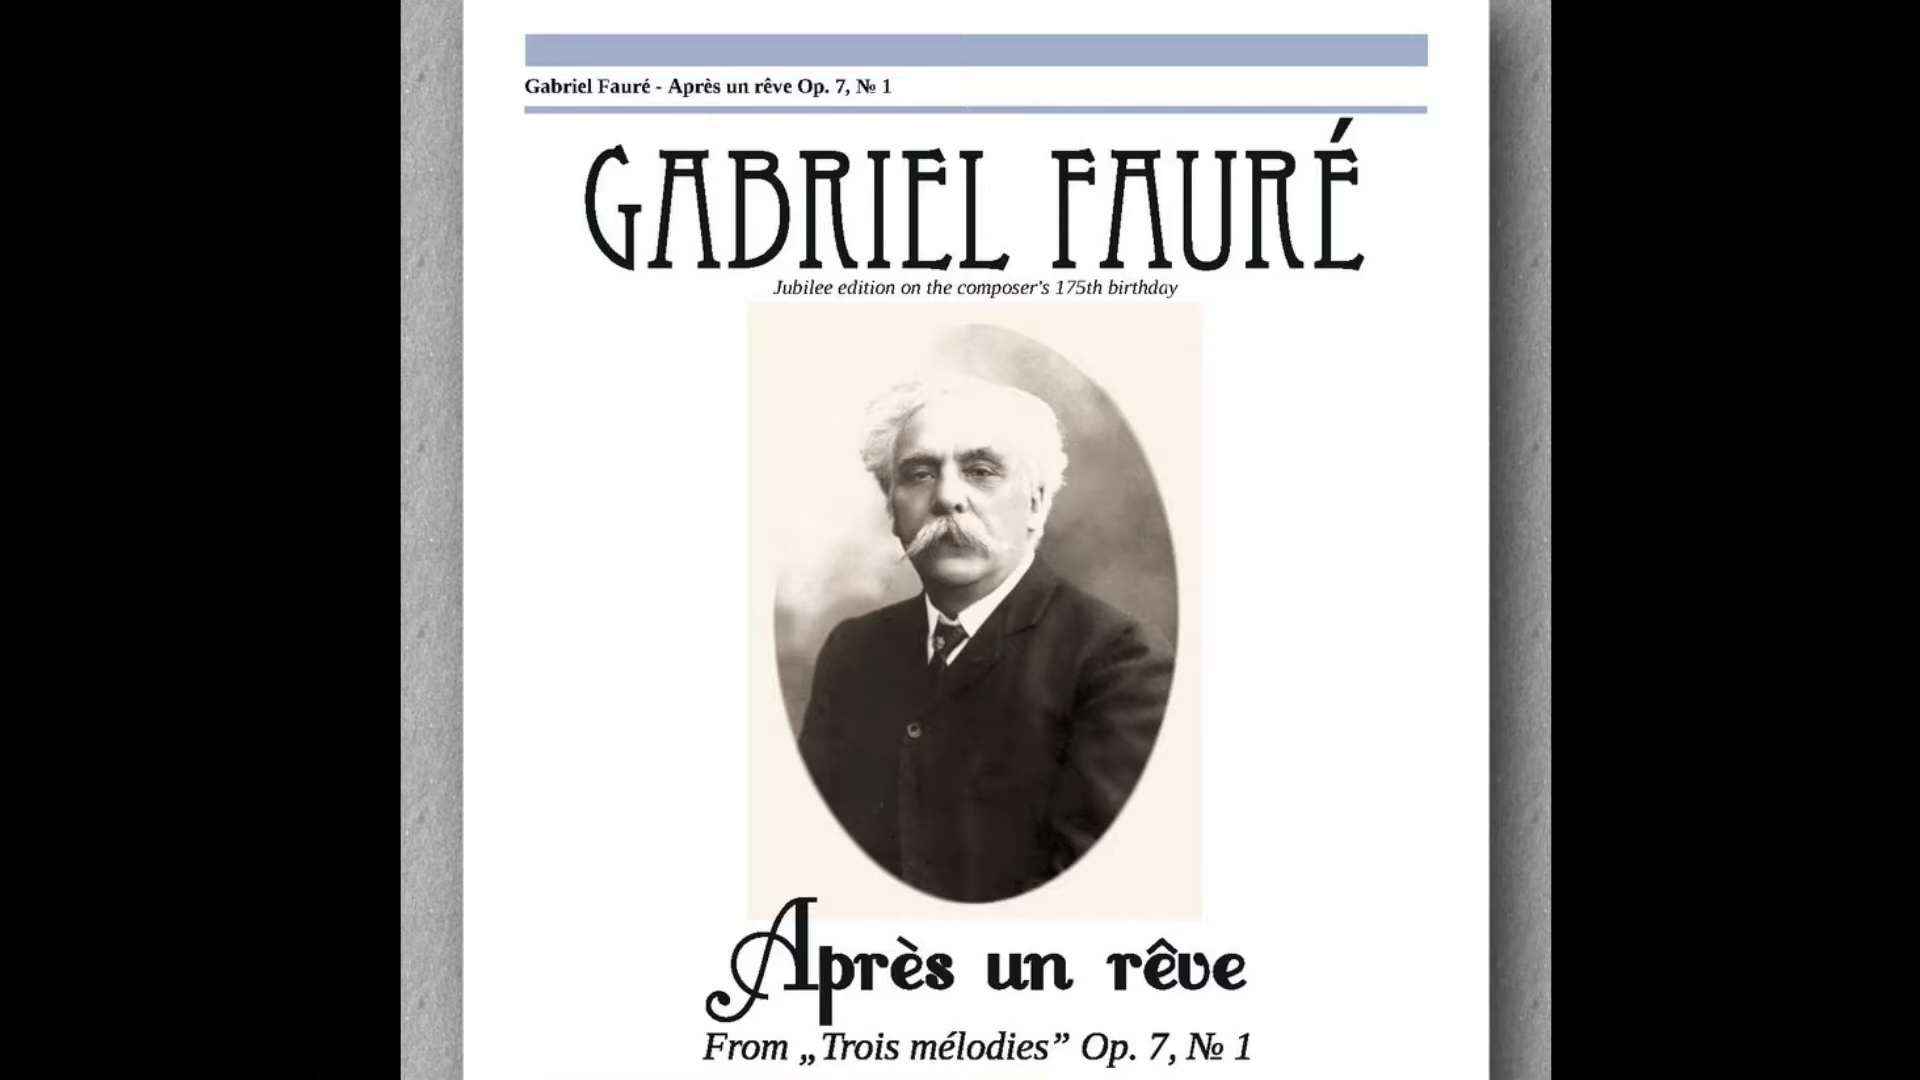 Gabriel Fauré - Après un rêve Op. 7, № 1
GABRIEL FAURÉ
Jubilee edition on the composer's 175th birthday
Après un rêve
From „Trois mélodies” Op. 7, № 1